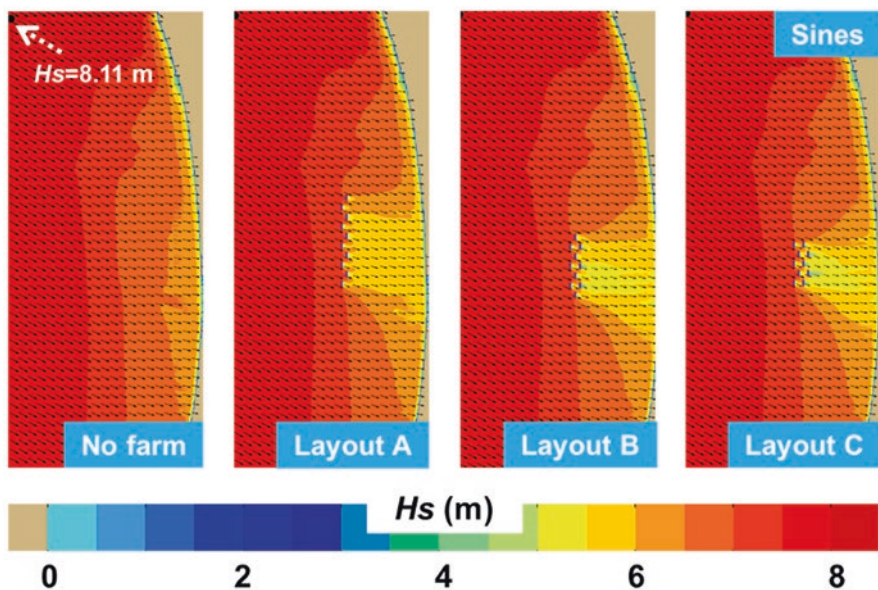 Sines
Hs=8.11 m
No farm
Layout A
Layout B
Layout C
Hs (m)
0 2 4 6 8